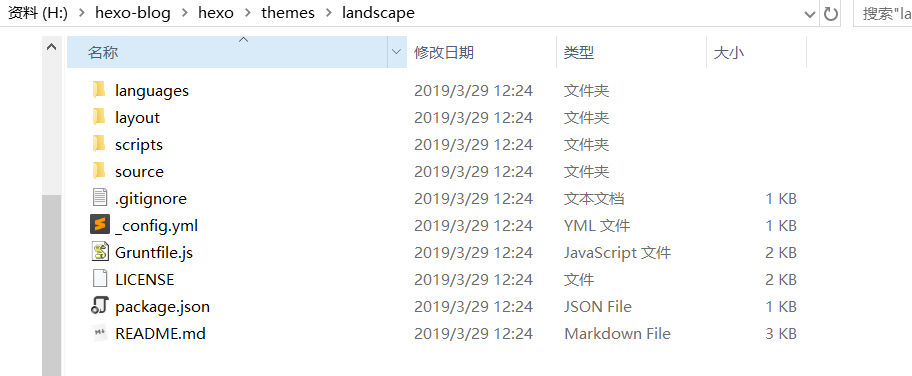 资料 (H:) > hexo-blog > hexo > themes > landscape 搜索"la
名称 修改日期 类型 大小
languages 2019/3/29 12:24 文件夹
layout 2019/3/29 12:24 文件夹
scripts 2019/3/29 12:24 文件夹
source 2019/3/29 12:24 文件夹
.gitignore 2019/3/29 12:24 文本文档 1 KB
_config.yml 2019/3/29 12:24 YML 文件 1 KB
Gruntfile.js 2019/3/29 12:24 JavaScript 文件 2 KB
LICENSE 2019/3/29 12:24 文件 2 KB
package.json 2019/3/29 12:24 JSON File 1 KB
README.md 2019/3/29 12:24 Markdown File 3 KB